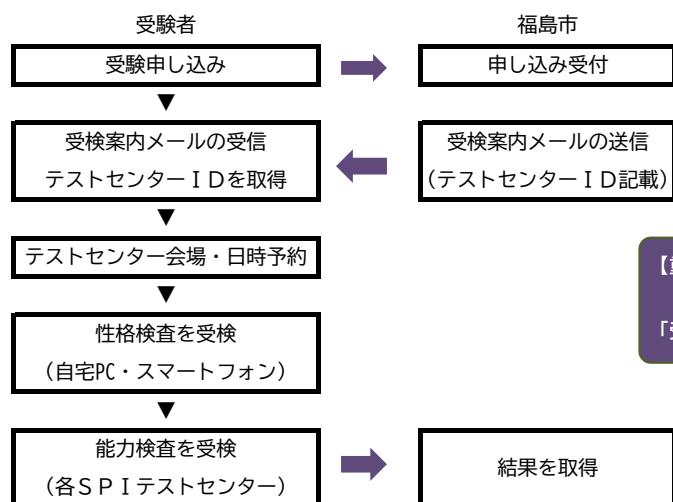 受験者
福島市
受験申し込み
申し込み受付
▼
受検案内メールの受信
テストセンターＩＤを取得
受検案内メールの送信
（テストセンターＩＤ記載）
▼
テストセンター会場・日時予約
▼
性格検査を受検
（自宅PC・スマートフォン）
▼
能力検査を受検
（各ＳＰＩテストセンター）
結果を取得
【重
「受